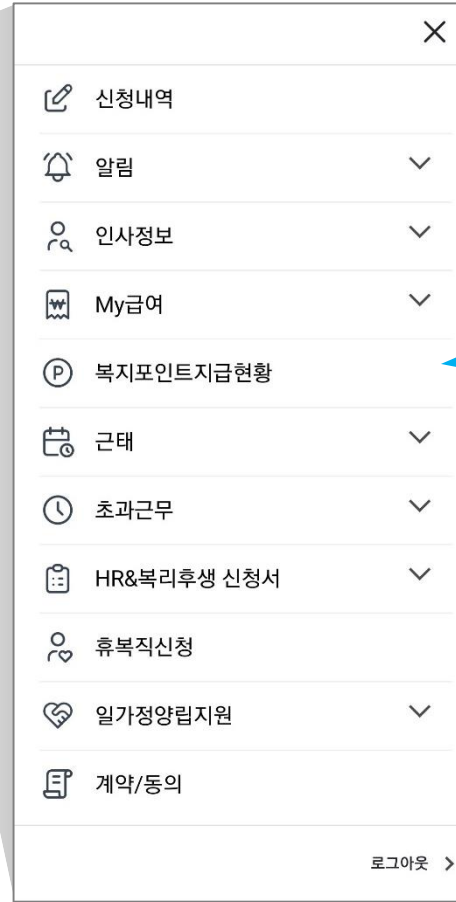 신청내역
알림
인사정보
My급여
복지포인트지급현황
근태
초과근무
HR&복리후생 신청서
휴복직신청
일가정양립지원
계약/동의
로그아웃